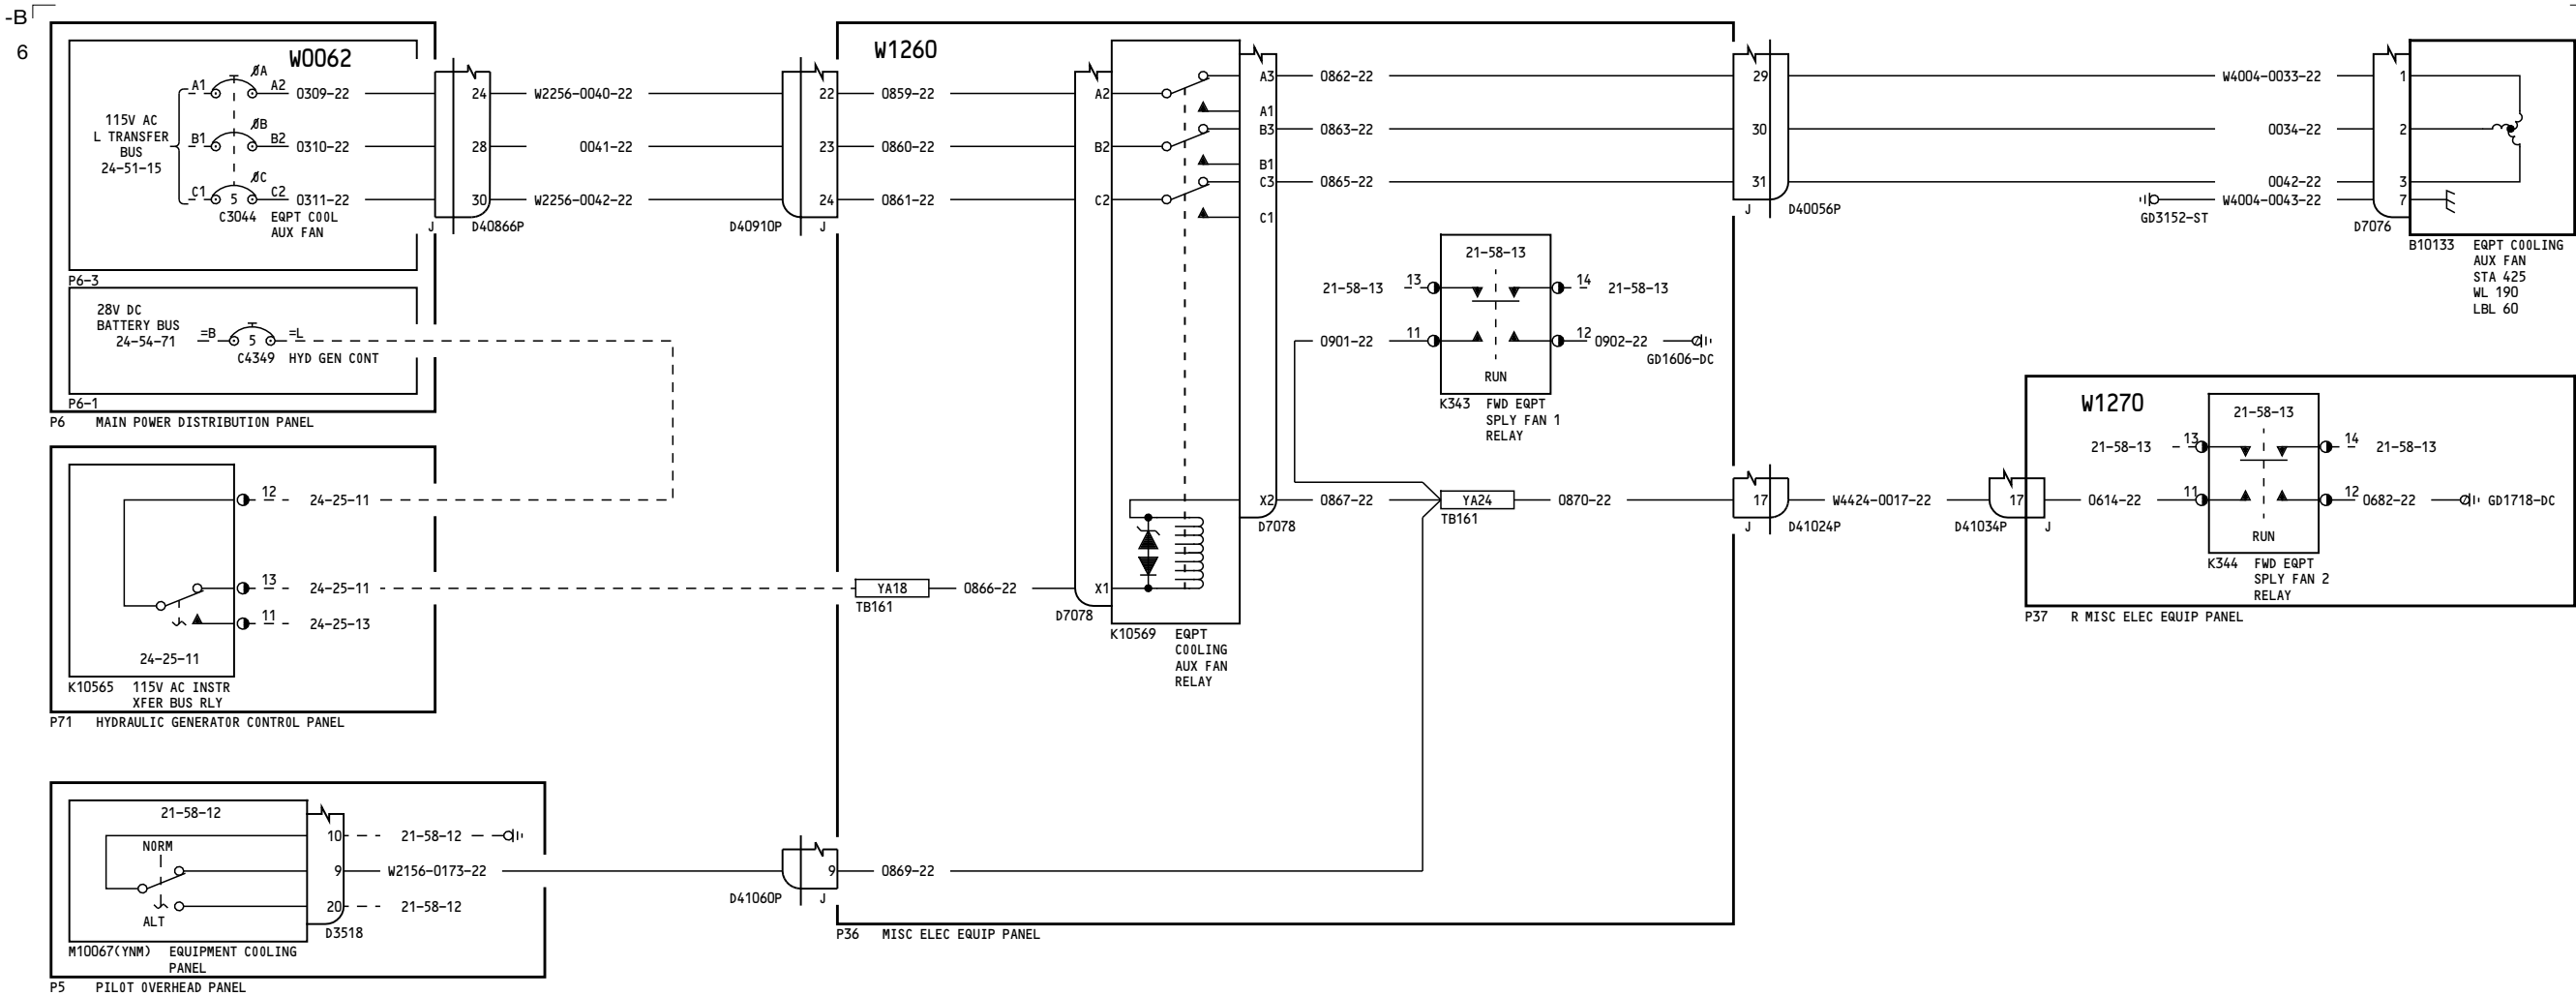 -B
6
W0062
115V AC
L TRANSFER
BUS
24-51-15
A1
ØA
A2
0309-22
B1
ØB
B2
0310-22
C1
5
ØC
C2
0311-22
C3044
EQPT COOL
AUX FAN
P6-3
28V DC
BATTERY BUS
24-54-71
=B
5
=L
C4349
HYD GEN CONT
P6-1
P6
MAIN POWER DISTRIBUTION PANEL
24
28
30
J
D40866P
W2256-0040-22
0041-22
W2256-0042-22
D40910P
22
23
24
J
W1260
0859-22
0860-22
0861-22
A2
B2
C2
A3
A1
B3
B1
C3
C1
0862-22
0863-22
0865-22
29
30
31
J
D40056P
W4004-0033-22
0034-22
0042-22
W4004-0043-22
GD3152-ST
1
2
3
7
D7076
B10133
EQPT COOLING
AUX FAN
STA 425
WL 190
LBL 60
21-58-13
21-58-13
13
14
21-58-13
0901-22
11
12
0902-22
GD1606-DC
RUN
K343
FWD EQPT
SPLY FAN 1
RELAY
12
24-25-11
13
24-25-11
11
24-25-13
24-25-11
K10565
115V AC INSTR
XFER BUS RLY
P71
HYDRAULIC GENERATOR CONTROL PANEL
YA18
TB161
0866-22
X1
D7078
X2
D7078
K10569
EQPT
COOLING
AUX FAN
RELAY
0867-22
YA24
TB161
0870-22
17
J
D41024P
W4424-0017-22
D41034P
17
J
W1270
21-58-13
21-58-13
13
14
21-58-13
0614-22
11
12
0682-22
GD1718-DC
RUN
K344
FWD EQPT
SPLY FAN 2
RELAY
P37
R MISC ELEC EQUIP PANEL
21-58-12
NORM
ALT
10
21-58-12
9
W2156-0173-22
20
21-58-12
D3518
M10067(YNM)
EQUIPMENT COOLING
PANEL
P5
PILOT OVERHEAD PANEL
D41060P
9
J
0869-22
P36
MISC ELEC EQUIP PANEL